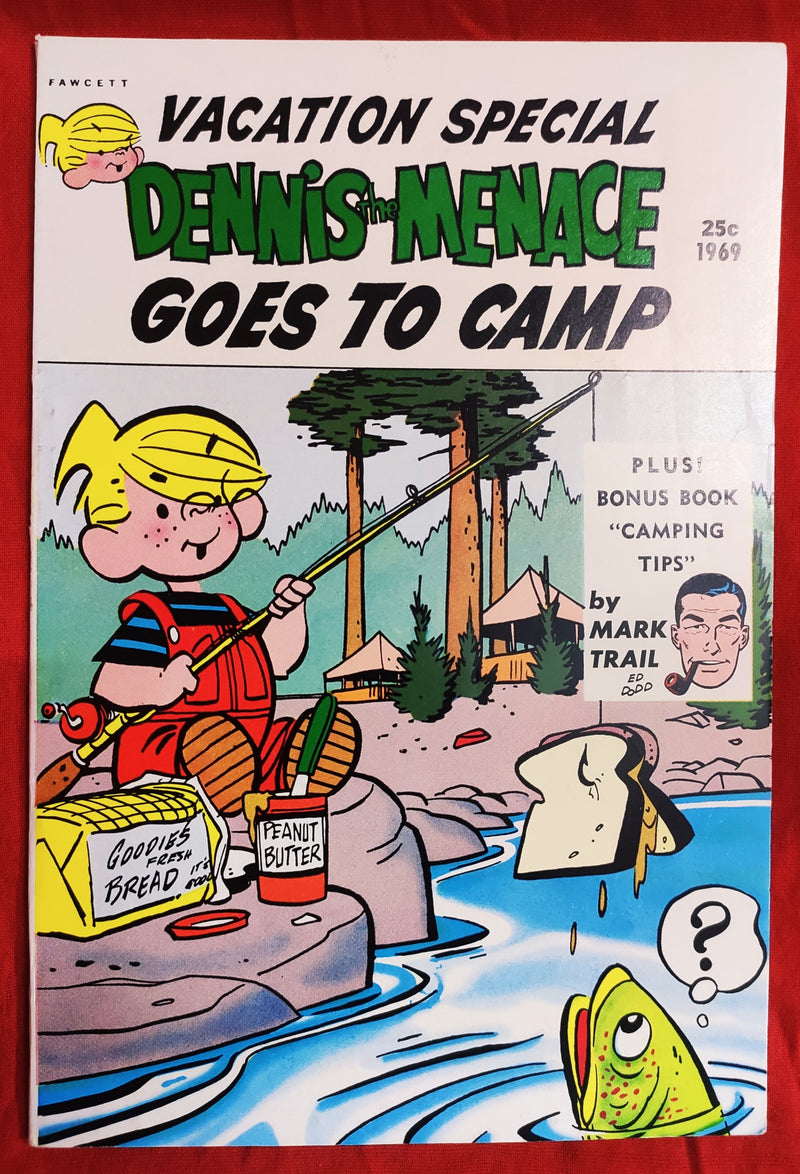 FAWCETT
VACATION SPECIAL
DENNIS the MENACE
25c
1969
GOES TO CAMP
PLUS!
BONUS BOOK
"CAMPING
TIPS"
by
MARK
TRAIL
ED
DODD
GOODIES
FRESH
BREAD
IT'S
GOOD
PEANUT
BUTTER
?